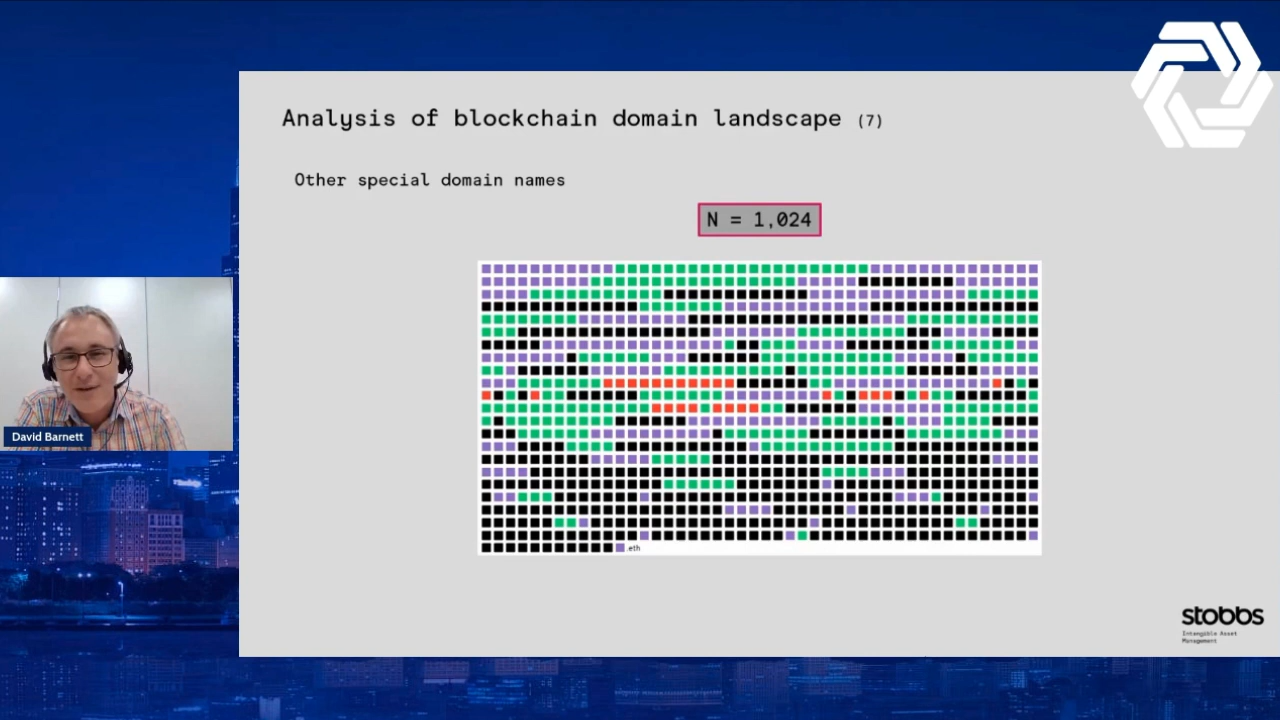 Analysis of blockchain domain landscape (7)
Other special domain names
N = 1,024
.eth
David Barnett
stobbs
Intangible Asset
Management